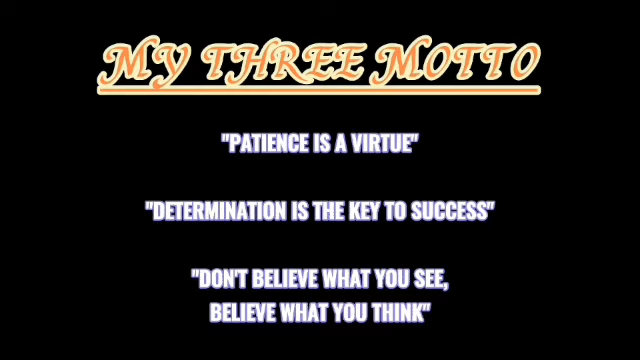 MY THREE MOTTO
"PATIENCE IS A VIRTUE"
"DETERMINATION IS THE KEY TO SUCCESS"
"DON'T BELIEVE WHAT YOU SEE,
BELIEVE WHAT YOU THINK"